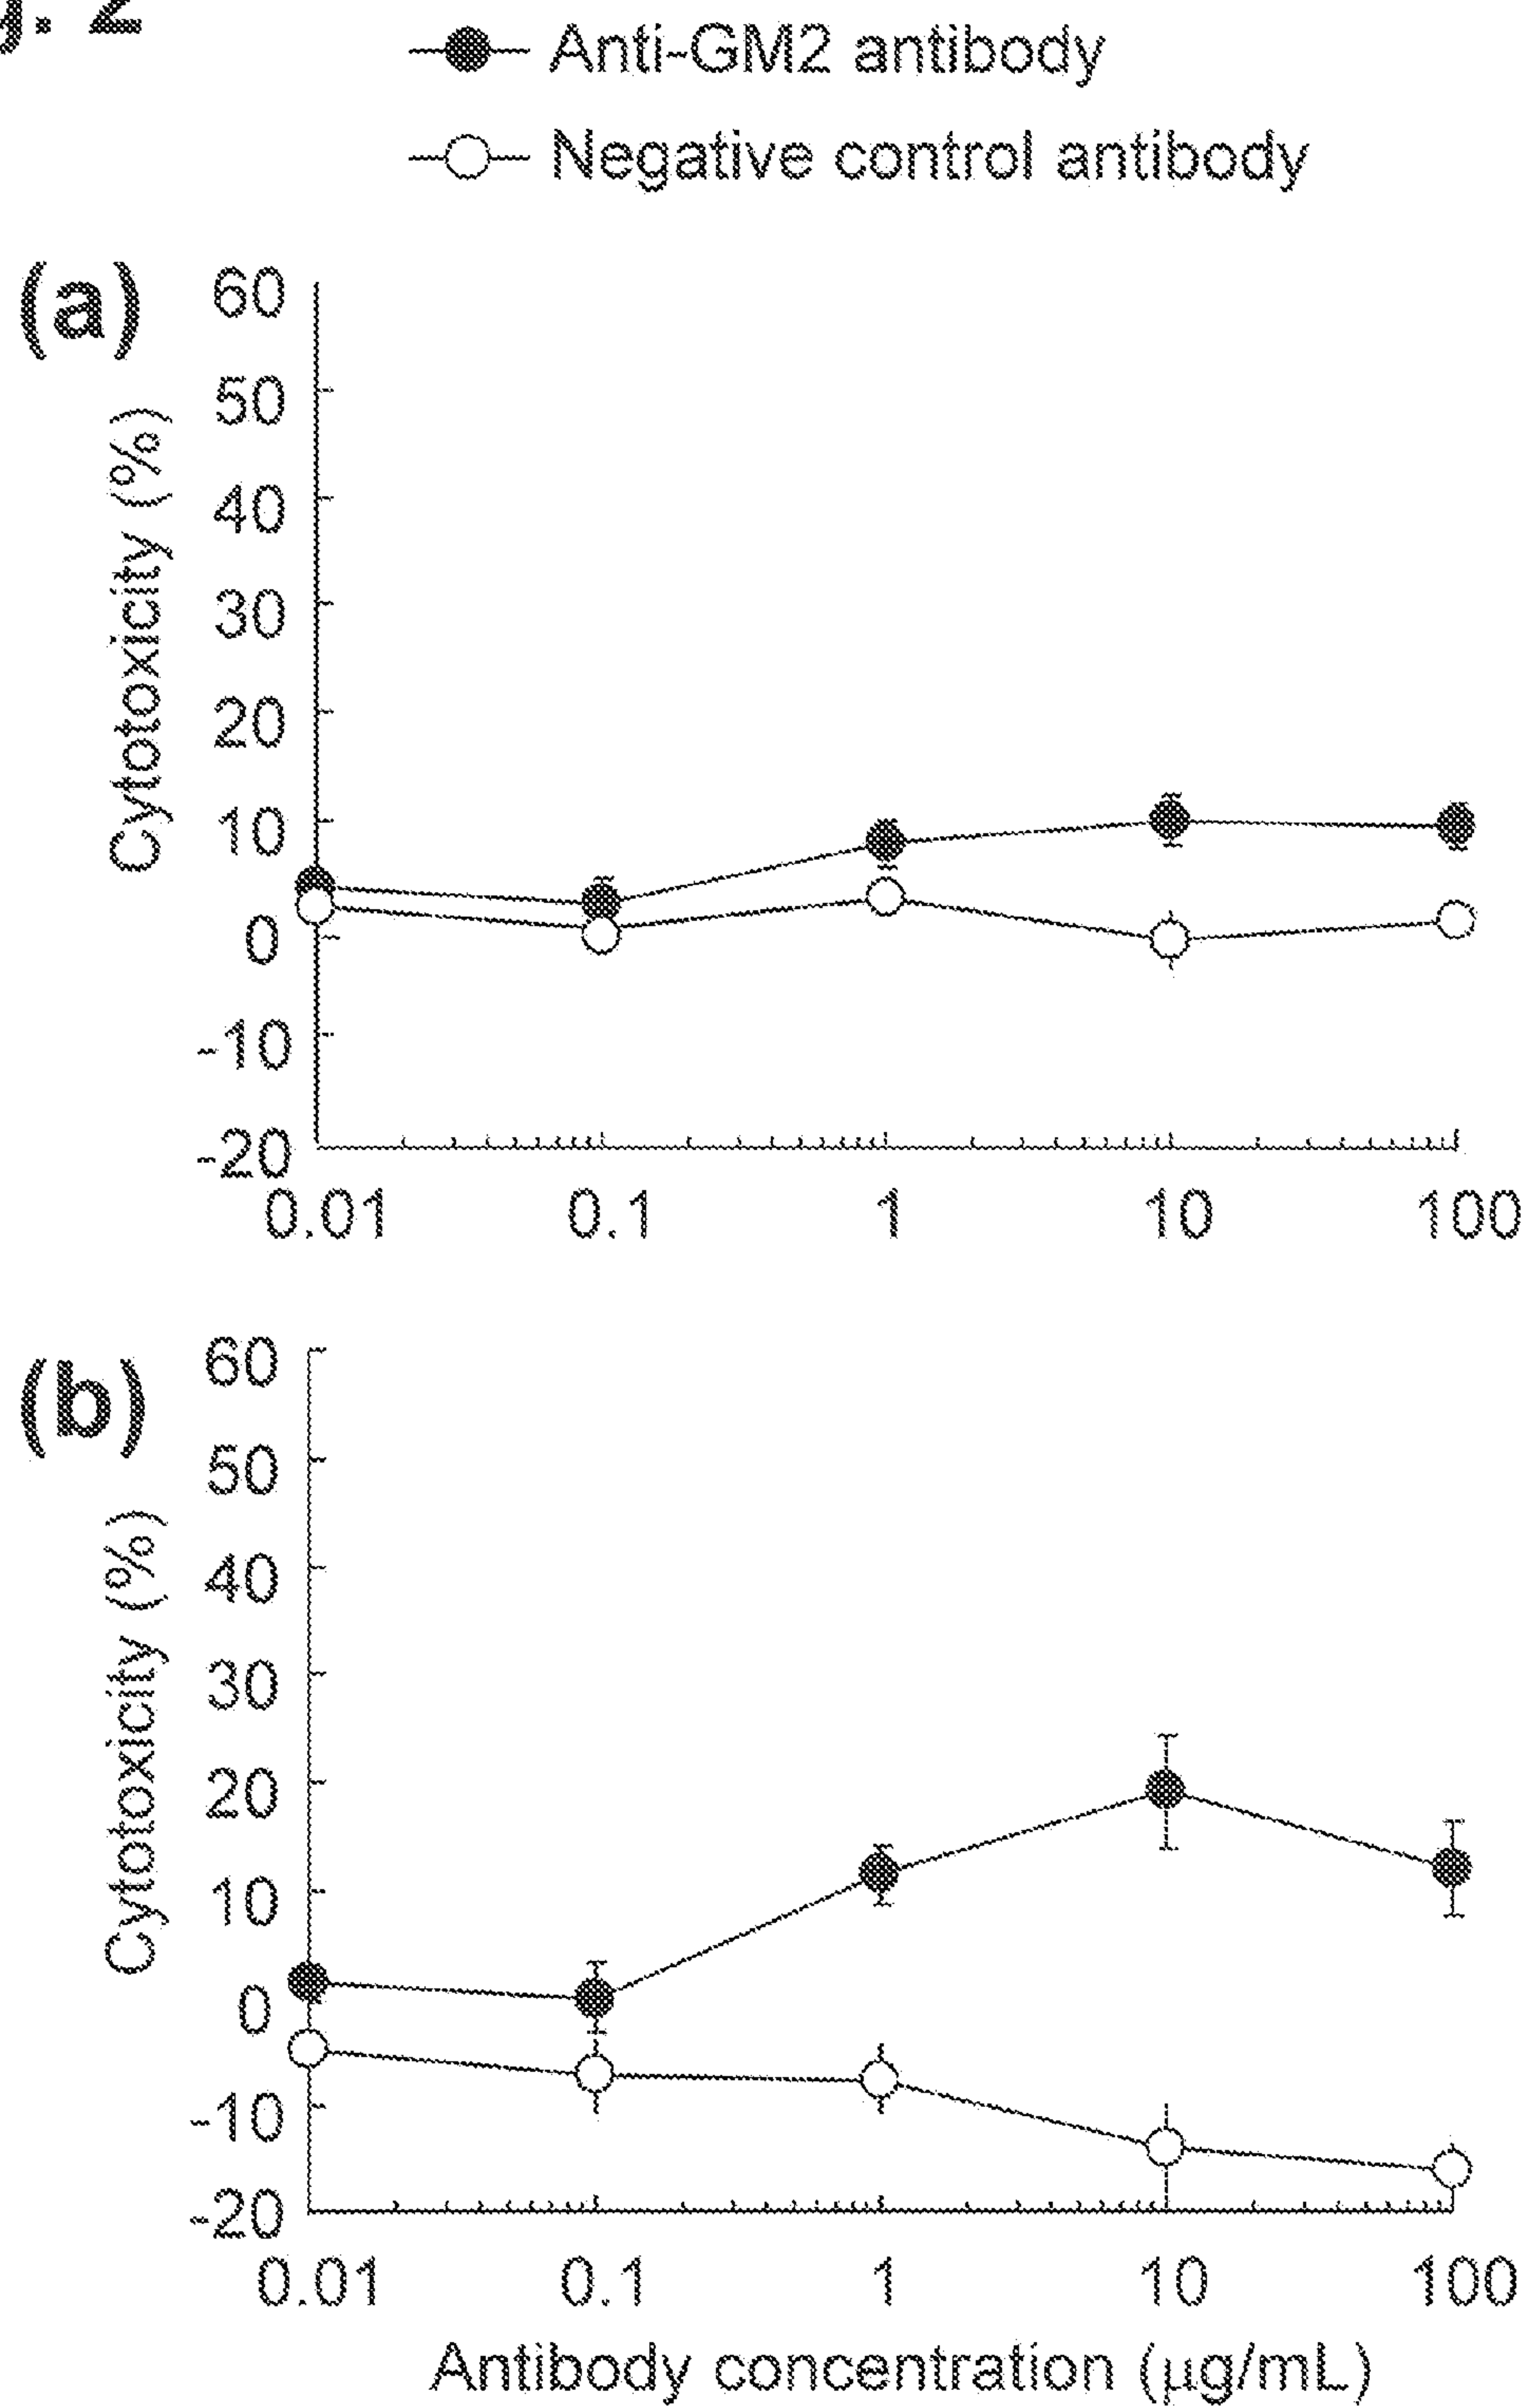 g. 2
Anti-GM2 antibody
Negative control antibody
(a)
Cytotoxicity (%)
60
50
40
30
20
10
0
-10
-20
0.01 0.1 1 10 100
(b)
Cytotoxicity (%)
60
50
40
30
20
10
0
-10
-20
0.01 0.1 1 10 100
Antibody concentration (μg/mL)